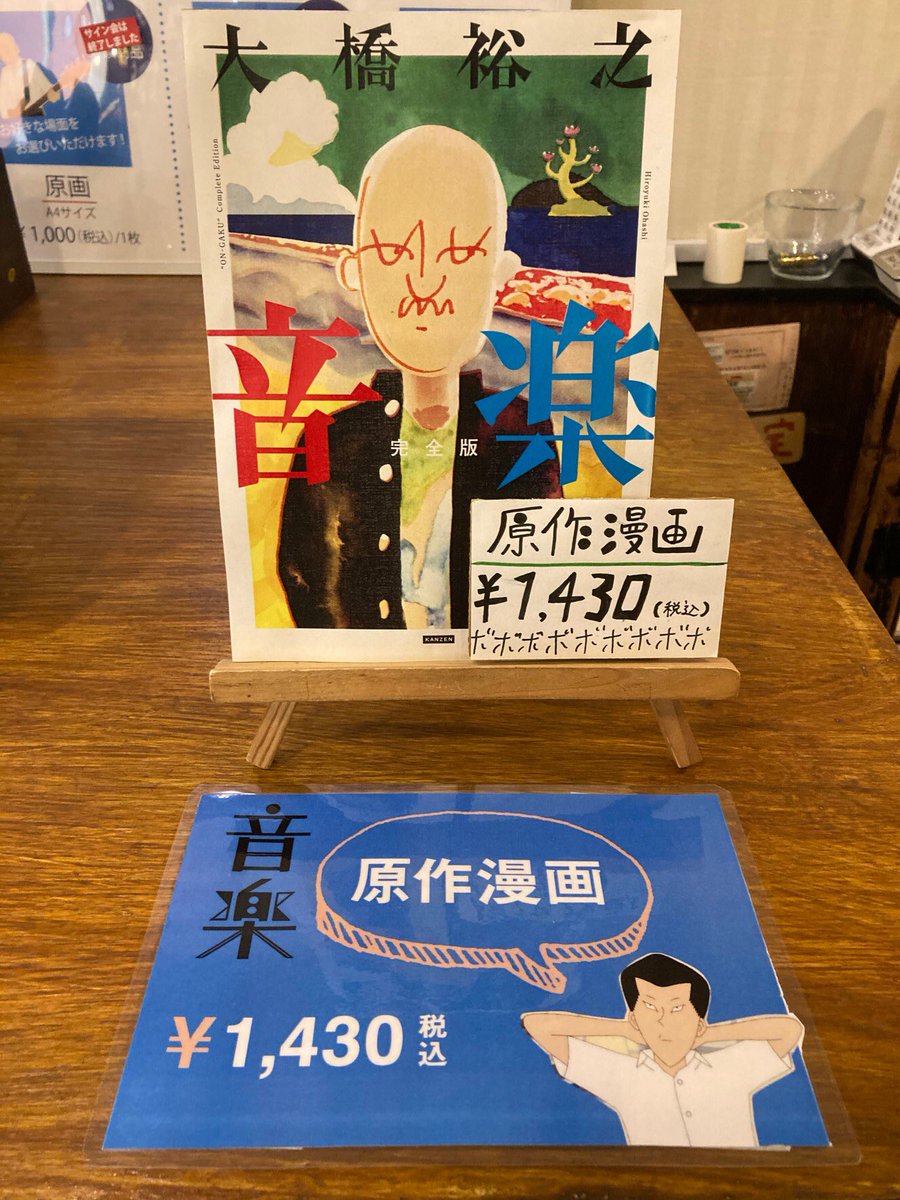 サイン会は
終了しました
お好きな場面を
お選びいただけます!
原画
A4サイズ
¥1,000(税込)/1枚
大橋裕之
"ON-GAKU" Complete Edition
Hiroyuki Ohashi
音楽
完全版
KANZEN
原作漫画
¥1,430(税込)
ボボボボボボボボボ
音楽
原作漫画
¥1,430税込